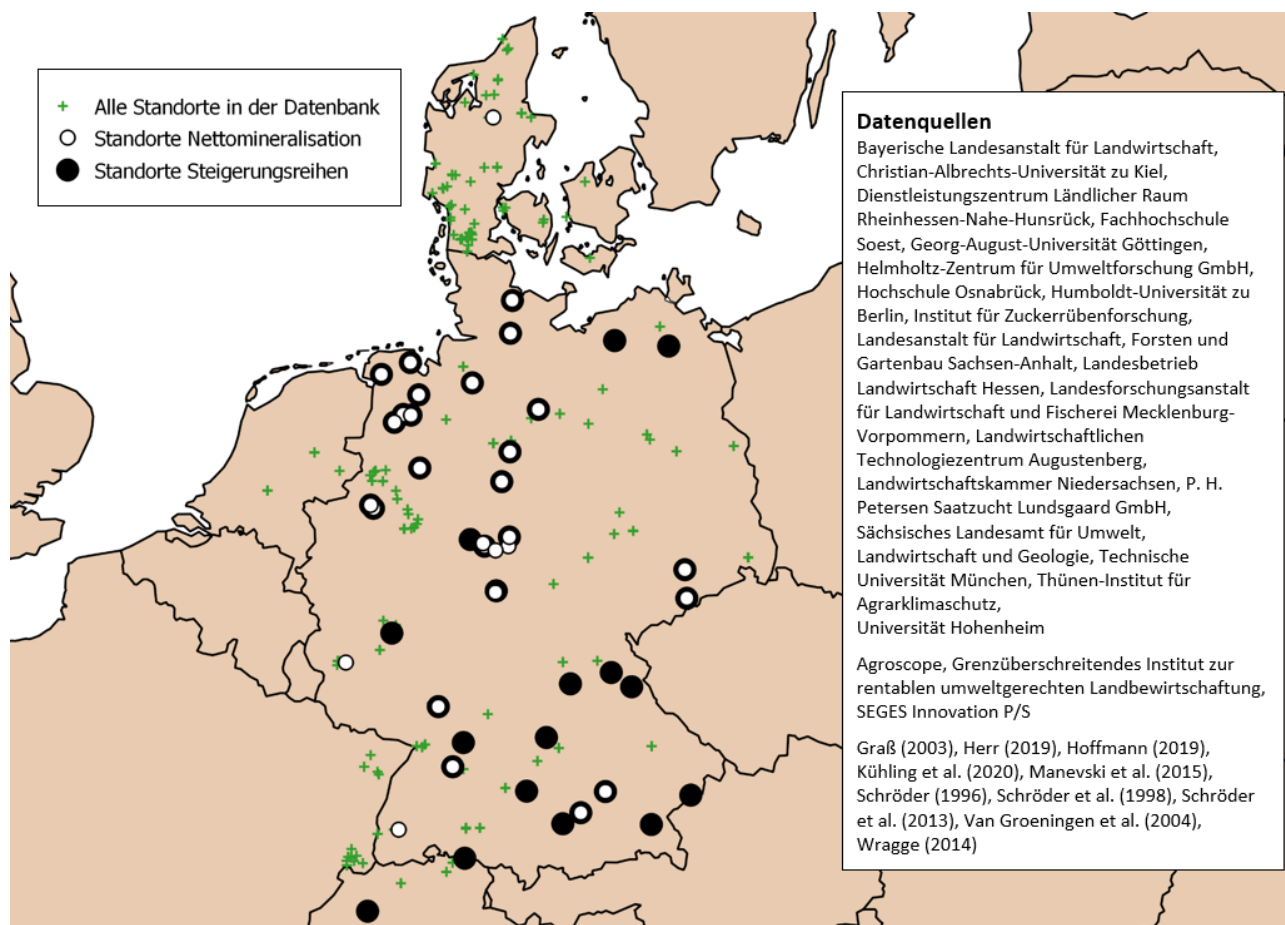 Alle Standorte in der Datenbank
Standorte Nettomineralisation
Standorte Steigerungsreihen
Datenquellen
Bayerische Landesanstalt für Landwirtschaft,
Christian-Albrechts-Universität zu Kiel,
Dienstleistungszentrum Ländlicher Raum
Rheinhessen-Nahe-Hunsrück, Fachhochschule
Soest, Georg-August-Universität Göttingen,
Helmholtz-Zentrum für Umweltforschung GmbH,
Hochschule Osnabrück, Humboldt-Universität zu
Berlin, Institut für Zuckerrübenforschung,
Landesanstalt für Landwirtschaft, Forsten und
Gartenbau Sachsen-Anhalt, Landesbetrieb
Landwirtschaft Hessen, Landesforschungsanstalt
für Landwirtschaft und Fischerei Mecklenburg-
Vorpommern, Landwirtschaftlichen
Technologiezentrum Augustenberg,
Landwirtschaftskammer Niedersachsen, P. H.
Petersen Saatzucht Lundsgaard GmbH,
Sächsisches Landesamt für Umwelt,
Landwirtschaft und Geologie, Technische
Universität München, Thünen-Institut für
Agrarklimaschutz,
Universität Hohenheim
Agroscope, Grenzüberschreitendes Institut zur
rentablen umweltgerechten Landbewirtschaftung,
SEGES Innovation P/S
Graß (2003), Herr (2019), Hoffmann (2019),
Kühling et al. (2020), Manevski et al. (2015),
Schröder (1996), Schröder et al. (1998), Schröder
et al. (2013), Van Groeningen et al. (2004),
Wragge (2014)